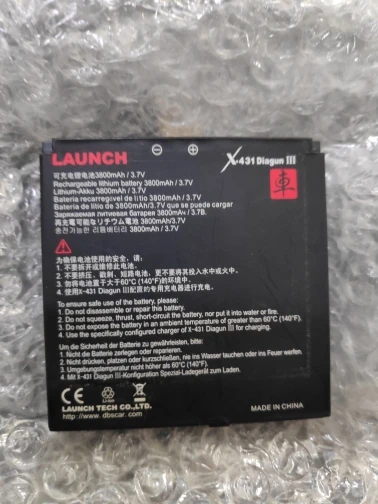 LAUNCH
X-431 Diagun III
可充电锂电池3800mAh / 3.7V
Rechargeable lithium battery 3800mAh / 3.7V
Lithium-Akku 3800mAh / 3.7V
Bateria recarregivel de litio 3800mAh / 3.7V
Batería de litio de 3800mAh/3.7V que se puede cargar
Заряжаемая литиевая батарея 3800мАч / 3.7В.
再充電可能なリチウム電池 3800mAh / 3.7V
충전가능한 리튬배터리 3800mAh / 3.7V
車
为确保电池的使用安全,请:
1. 不要拆开或维修此电池。
2. 不要挤压、戳刺、短路电池,更不要将其投入水中或火中。
3. 勿将电池置于大于60°C (140°F)的环境中。
4. 使用X-431 Diagun III配置的专用充电器进行充电。
To ensure safe use of the battery, please:
1. Do not disassemble or repair this battery.
2. Do not squeeze, thrust, short-circuit the battery, nor put it into water or fire.
3. Do not expose the battery in an ambient temperature of greater than 60°C (140°F).
4. Use the specifically configured charger of X-431 Diagun III for charging.
Um die Sicherheit der Batterie zu gewährleisten, bitte:
1. Nicht die Batterie zerlegen oder reparieren.
2. Nicht drücken, platzen oder kurzschließen, nie ins Wasser tauchen oder ins Feuer werfen.
3. Umgebungstemperatur nicht höher als 60°C (140°F).
4. Mit X-431 Diagun III-Konfiguration Spezial-Ladegerät zum Laden.
CE
Li-ion
LAUNCH TECH CO.,LTD.
http: // www.dbscar.com
MADE IN CHINA